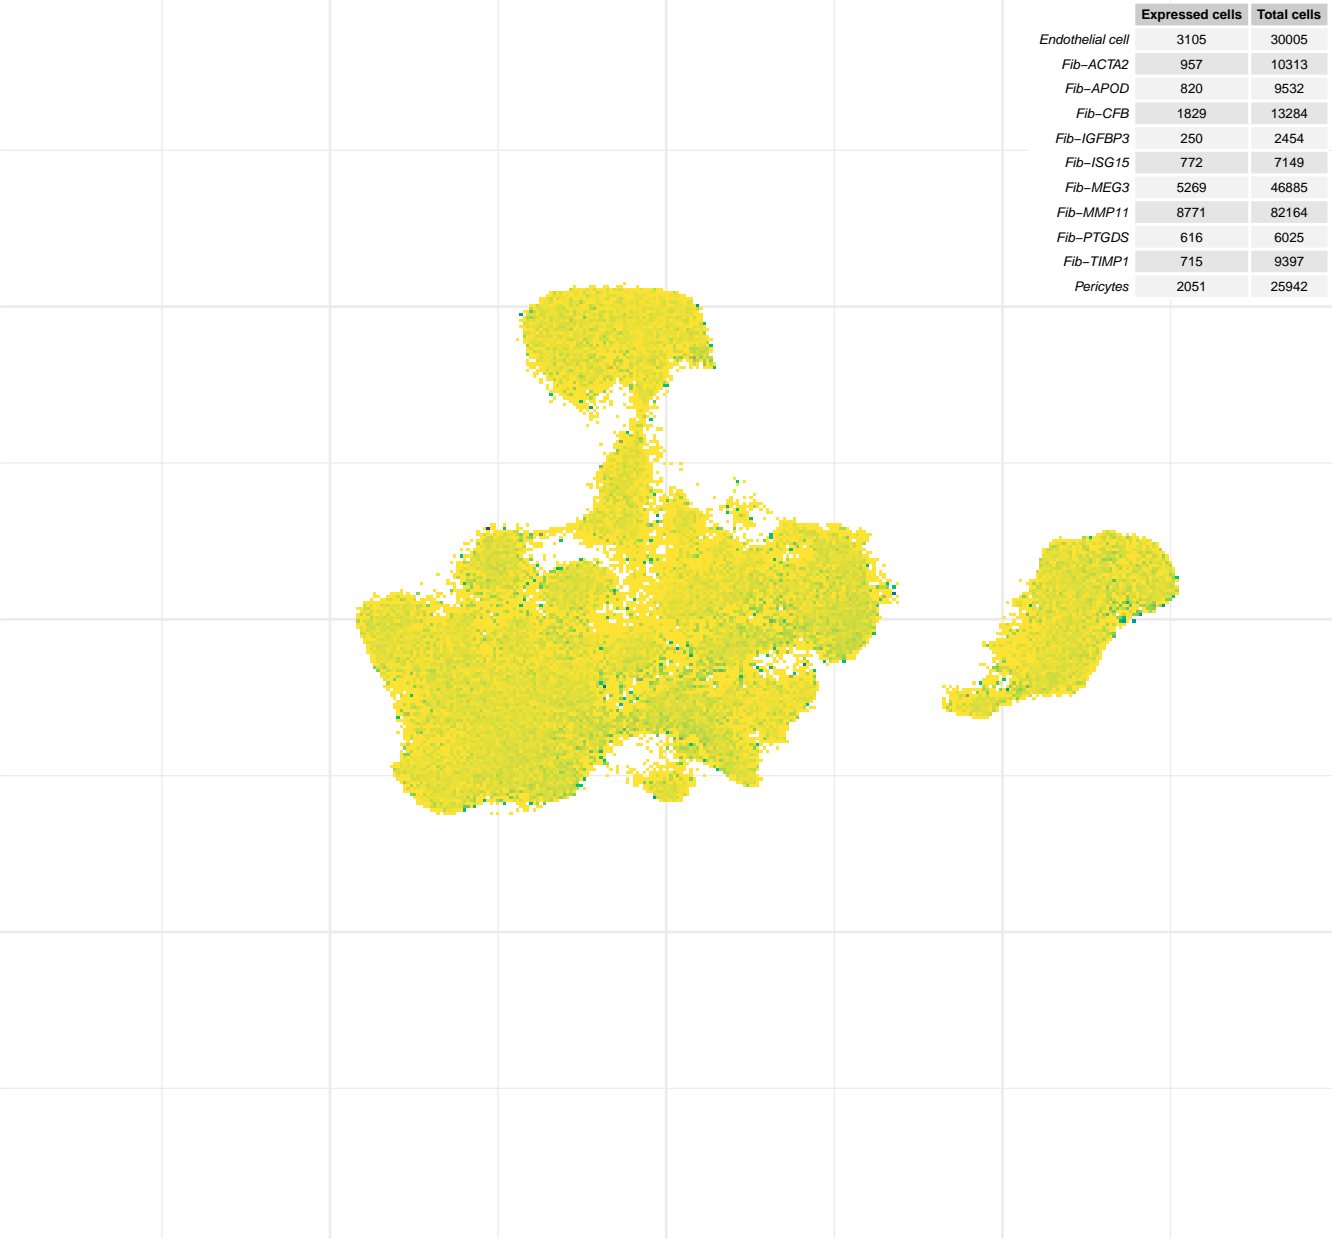 Expressed cells Total cells
Endothelial cell 3105 30005
Fib−ACTA2 957 10313
Fib−APOD 820 9532
Fib−CFB 1829 13284
Fib−IGFBP3 250 2454
Fib−ISG15 772 7149
Fib−MEG3 5269 46885
Fib−MMP11 8771 82164
Fib−PTGDS 616 6025
Fib−TIMP1 715 9397
Pericytes 2051 25942